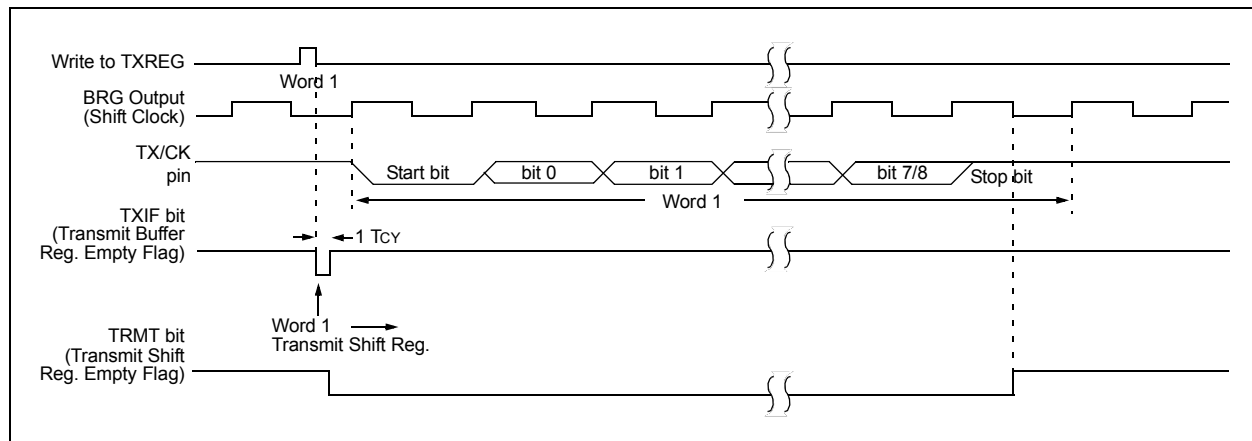 Write to TXREG
Word 1
BRG Output
(Shift Clock)
TX/CK
pin
Start bit
bit 0
bit 1
bit 7/8
Stop bit
Word 1
TXIF bit
(Transmit Buffer
Reg. Empty Flag)
1 TCY
Word 1
Transmit Shift Reg.
TRMT bit
(Transmit Shift
Reg. Empty Flag)